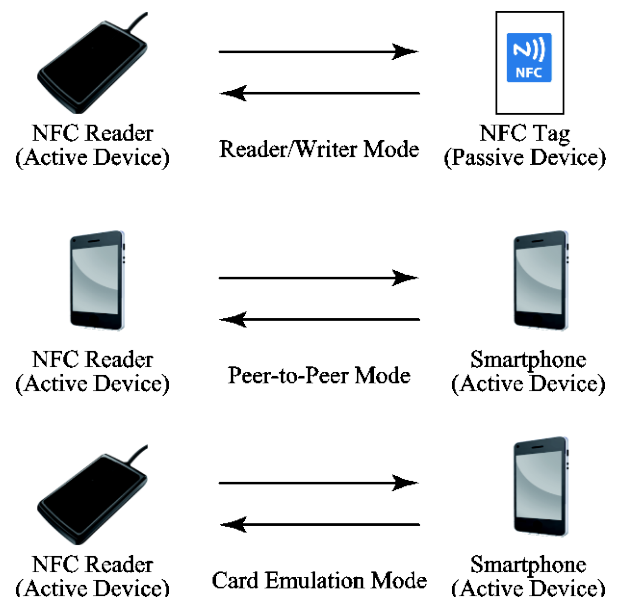 NFC
NFC Reader
(Active Device)
Reader/Writer Mode
NFC Tag
(Passive Device)
NFC Reader
(Active Device)
Peer-to-Peer Mode
Smartphone
(Active Device)
NFC Reader
(Active Device)
Card Emulation Mode
Smartphone
(Active Device)